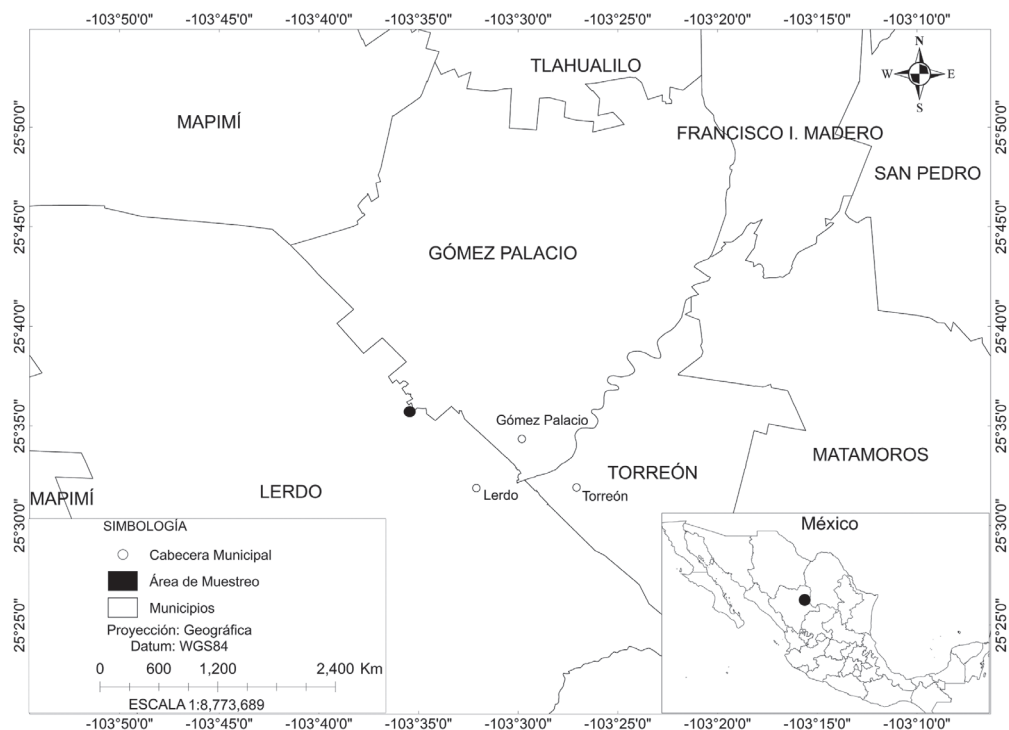 -103°50'0" -103°45'0" -103°40'0" -103°35'0" -103°30'0" -103°25'0" -103°20'0" -103°15'0" -103°10'0"
N
W E
S
TLAHUALILO
MAPIMÍ
FRANCISCO I. MADERO
SAN PEDRO
GÓMEZ PALACIO
Gómez Palacio
MATAMOROS
TORREÓN
MAPIMÍ
LERDO
Lerdo
Torreón
25°50'0"
25°45'0"
25°40'0"
25°35'0"
25°30'0"
25°25'0"
25°50'0"
25°45'0"
25°40'0"
25°35'0"
25°30'0"
25°25'0"
SIMBOLOGÍA
Cabecera Municipal
Área de Muestreo
Municipios
Proyección: Geográfica
Datum: WGS84
0 600 1,200 2,400 Km
ESCALA 1:8,773,689
México
-103°50'0" -103°45'0" -103°40'0" -103°35'0" -103°30'0" -103°25'0" -103°20'0" -103°15'0" -103°10'0"